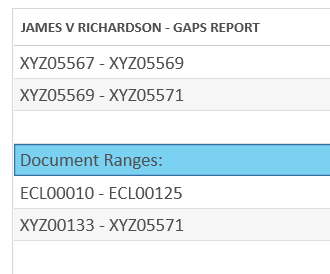 JAMES V RICHARDSON - GAPS REPORT
XYZ05567 - XYZ05569
XYZ05569 - XYZ05571
Document Ranges:
ECL00010 - ECL00125
XYZ00133 - XYZ05571